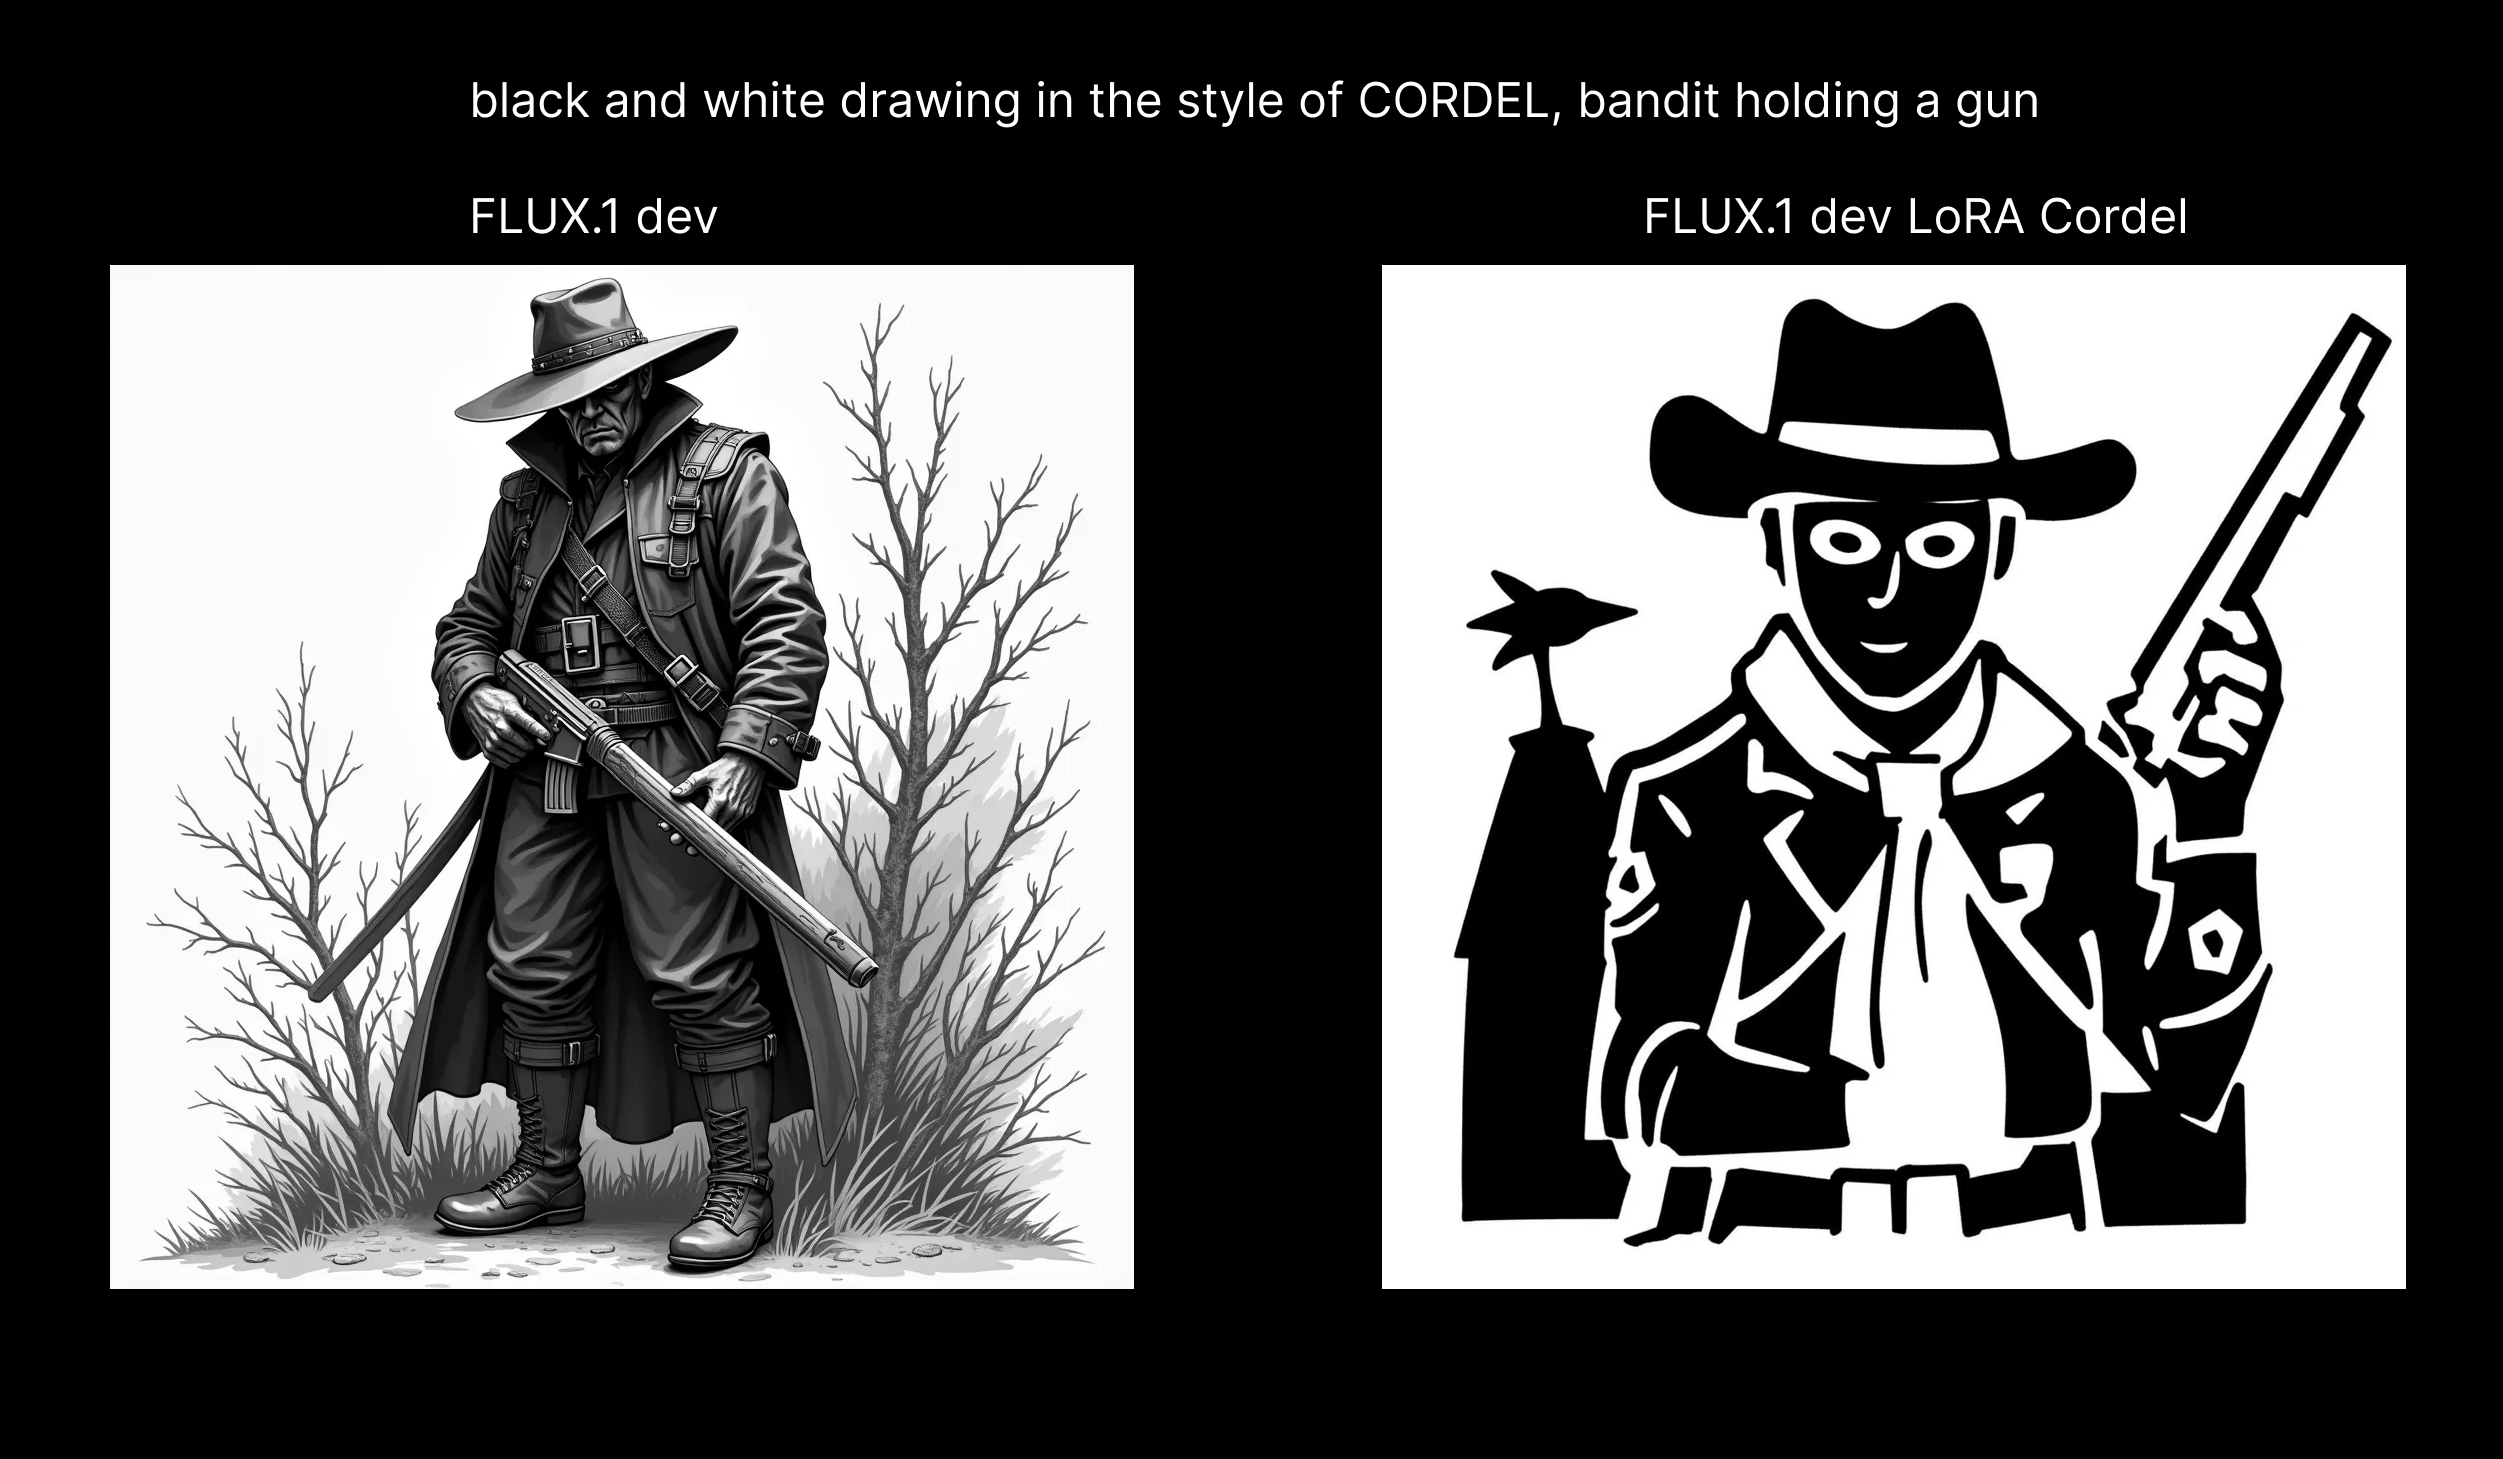 black and white drawing in the style of CORDEL, bandit holding a gun
FLUX.1 dev
FLUX.1 dev LoRA Cordel